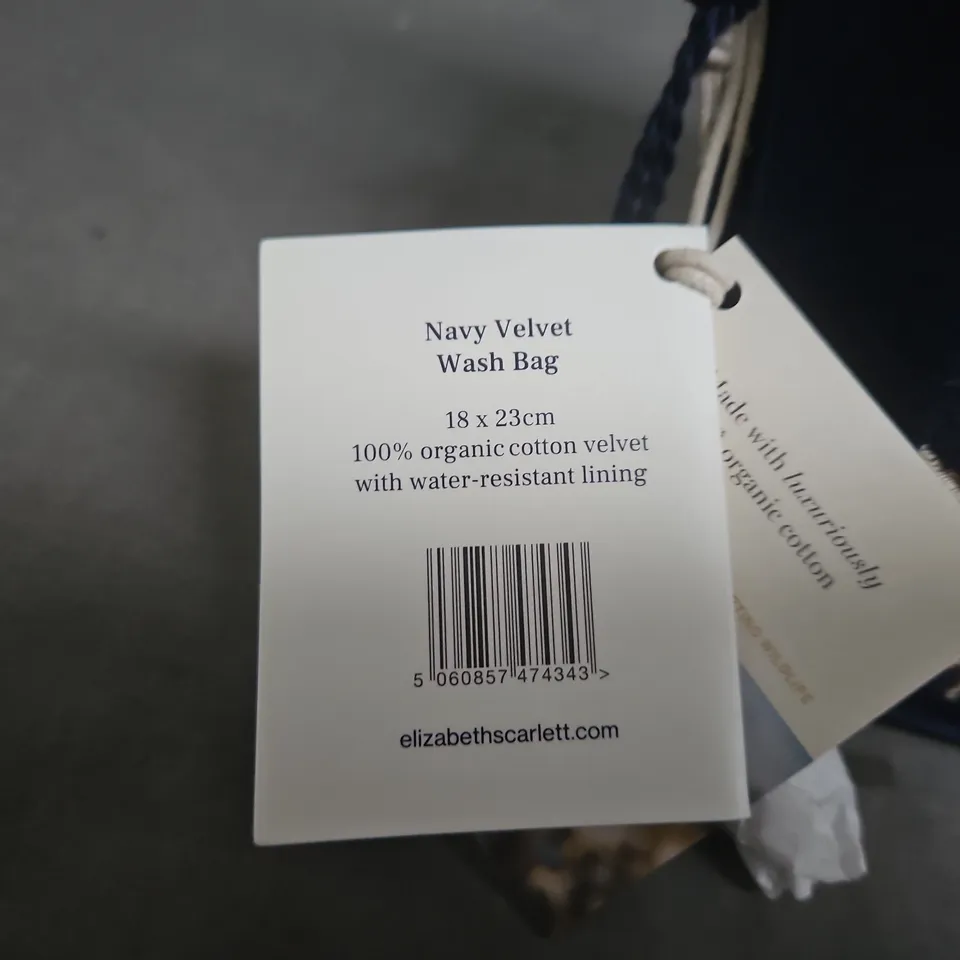 Navy Velvet
Wash Bag
18 x 23cm
100% organic cotton velvet
with water-resistant lining
5 060857 474343 >
elizabethscarlett.com
with luxuriously
organic cotton
WILDLIFE